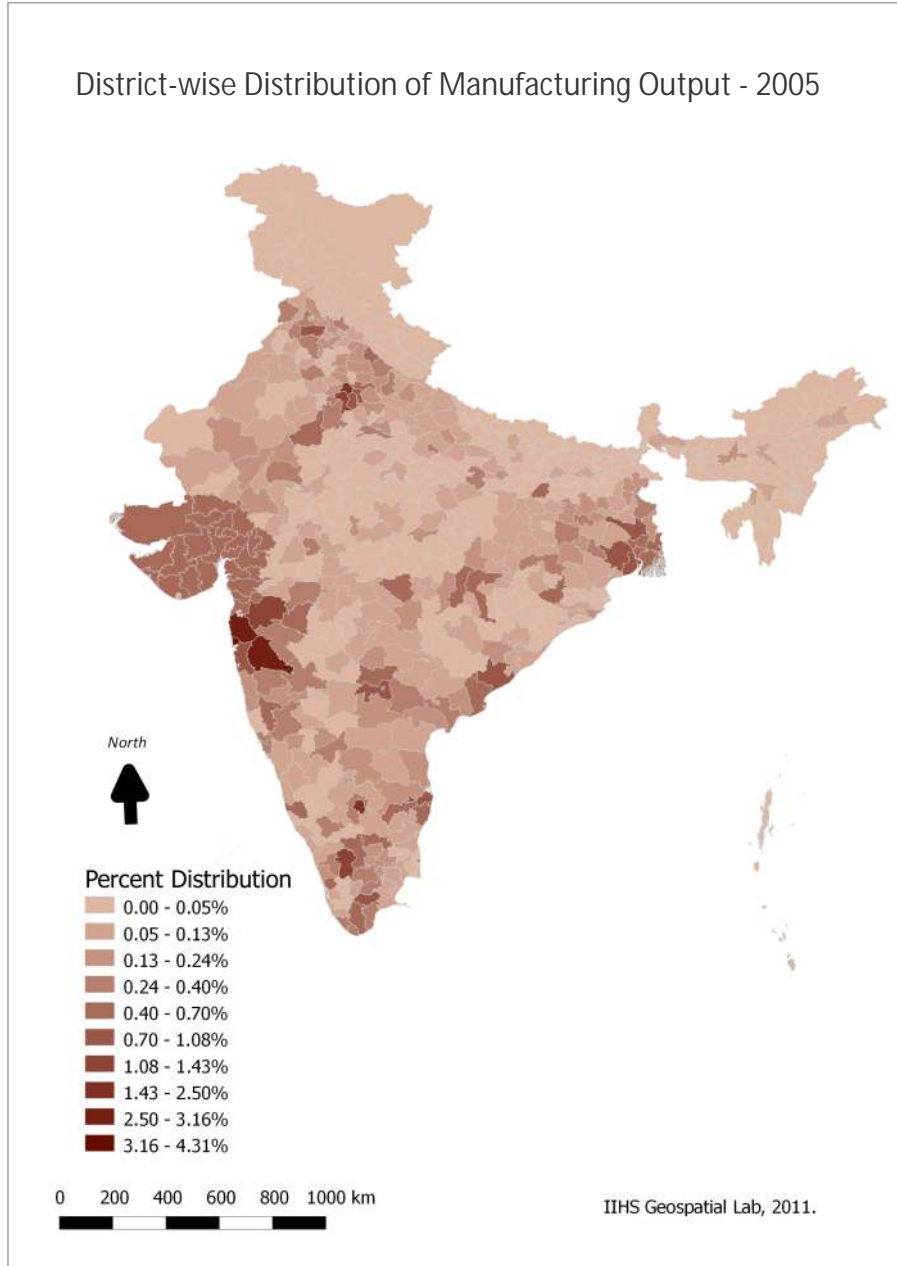 District-wise Distribution of Manufacturing Output - 2005
North
Percent Distribution
0.00 - 0.05%
0.05 - 0.13%
0.13 - 0.24%
0.24 - 0.40%
0.40 - 0.70%
0.70 - 1.08%
1.08 - 1.43%
1.43 - 2.50%
2.50 - 3.16%
3.16 - 4.31%
0 200 400 600 800 1000 km
IIHS Geospatial Lab, 2011.